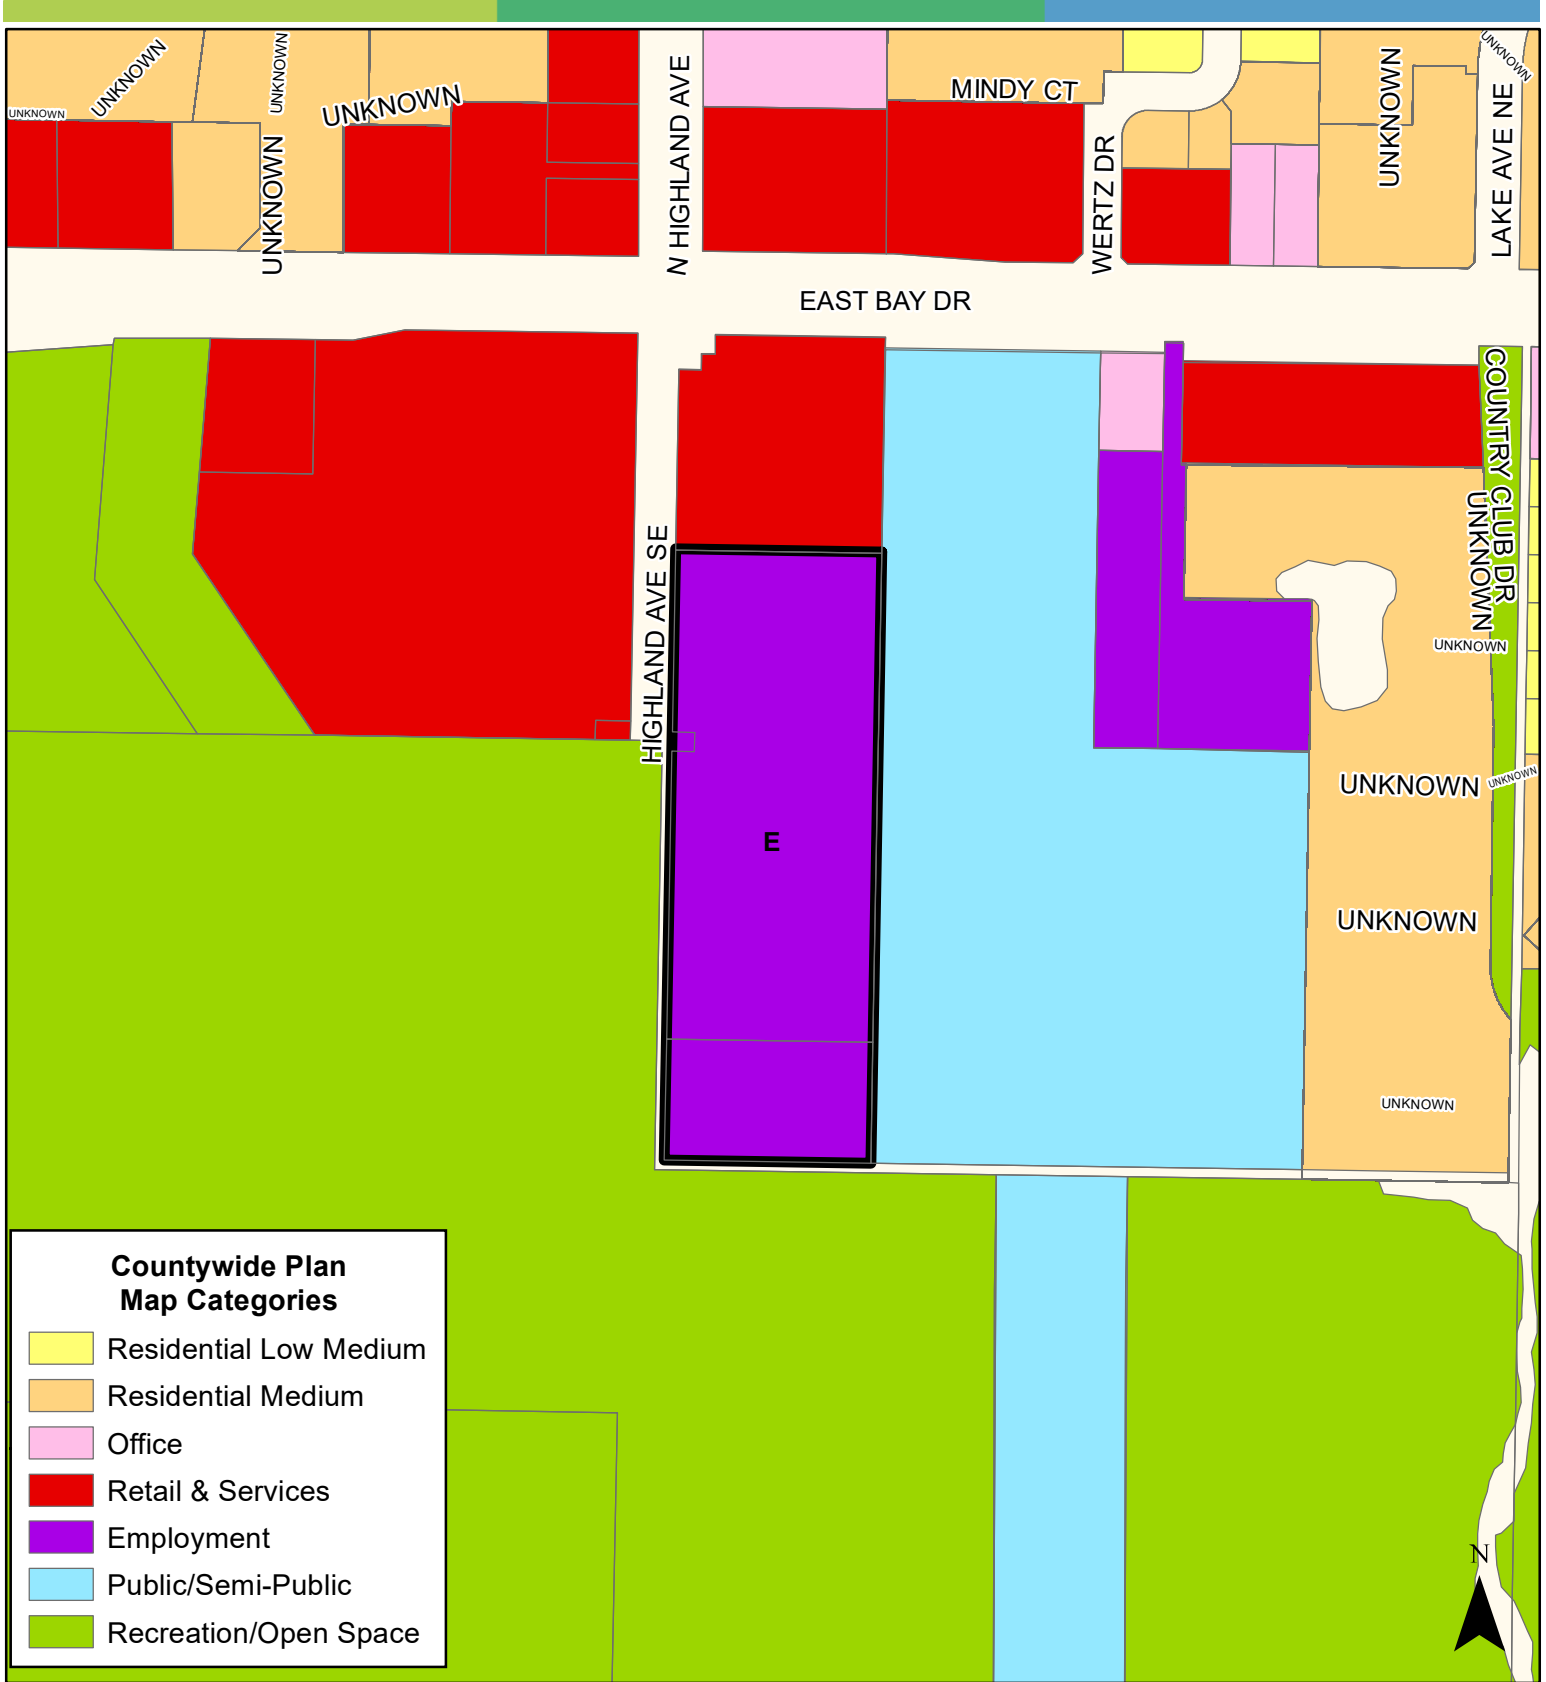 UNKNOWN
UNKNOWN
UNKNOWN
UNKNOWN
UNKNOWN
N HIGHLAND AVE
MINDY CT
WERTZ DR
UNKNOWN
UNKNOWN
LAKE AVE NE
EAST BAY DR
HIGHLAND AVE SE
COUNTRY CLUB DR
UNKNOWN
UNKNOWN
UNKNOWN
UNKNOWN
E
UNKNOWN
UNKNOWN
Countywide Plan
Map Categories
Residential Low Medium
Residential Medium
Office
Retail & Services
Employment
Public/Semi-Public
Recreation/Open Space
N